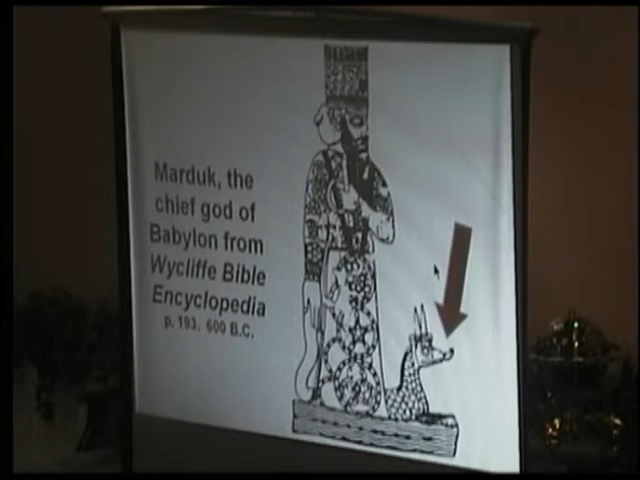 Marduk, the
chief god of
Babylon from
Wycliffe Bible
Encyclopedia
p. 193. 600 B.C.